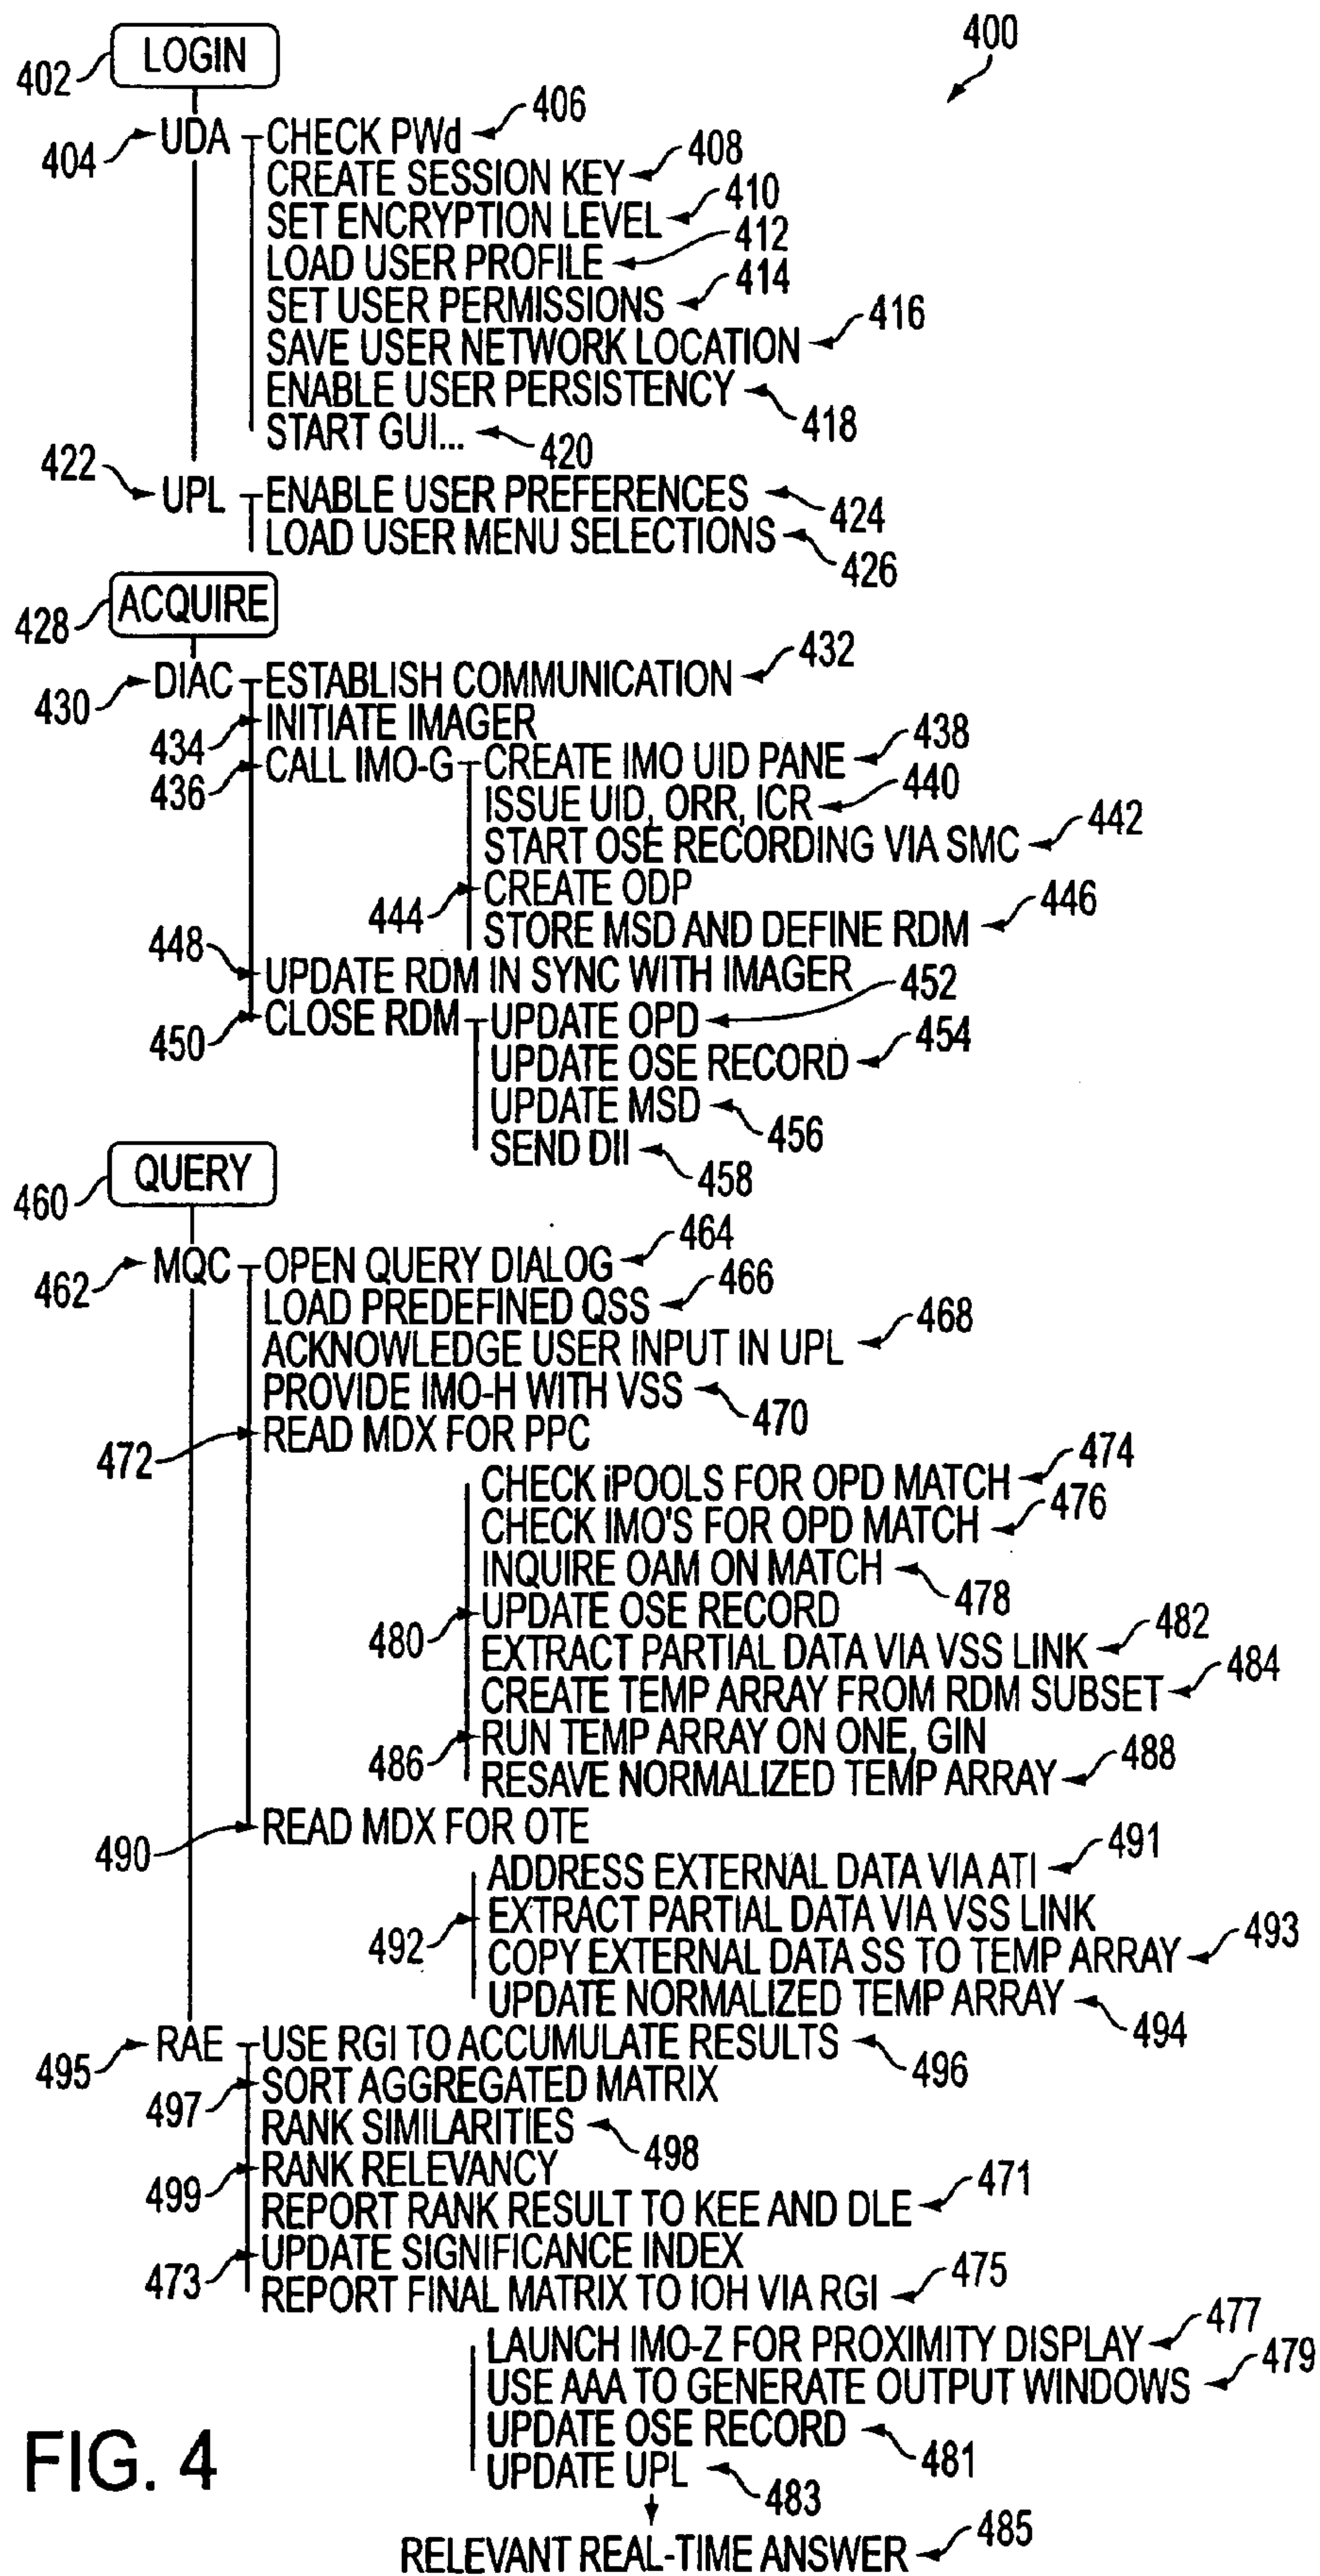 400
LOGIN
402
UDA
404
CHECK PWd
406
CREATE SESSION KEY
408
SET ENCRYPTION LEVEL
410
LOAD USER PROFILE
412
SET USER PERMISSIONS
414
SAVE USER NETWORK LOCATION
416
ENABLE USER PERSISTENCY
418
START GUI...
420
422
UPL
ENABLE USER PREFERENCES
424
LOAD USER MENU SELECTIONS
426
ACQUIRE
428
DIAC
430
ESTABLISH COMMUNICATION
432
INITIATE IMAGER
434
CALL IMO-G
436
CREATE IMO UID PANE
438
ISSUE UID, ORR, ICR
440
START OSE RECORDING VIA SMC
442
CREATE ODP
444
STORE MSD AND DEFINE RDM
446
448
UPDATE RDM IN SYNC WITH IMAGER
CLOSE RDM
450
UPDATE OPD
452
UPDATE OSE RECORD
454
UPDATE MSD
456
SEND DII
458
QUERY
460
MQC
462
OPEN QUERY DIALOG
464
LOAD PREDEFINED QSS
466
ACKNOWLEDGE USER INPUT IN UPL
468
PROVIDE IMO-H WITH VSS
470
READ MDX FOR PPC
472
CHECK iPOOLS FOR OPD MATCH
474
CHECK IMO'S FOR OPD MATCH
476
INQUIRE OAM ON MATCH
478
UPDATE OSE RECORD
480
EXTRACT PARTIAL DATA VIA VSS LINK
482
CREATE TEMP ARRAY FROM RDM SUBSET
484
RUN TEMP ARRAY ON ONE, GIN
486
RESAVE NORMALIZED TEMP ARRAY
488
READ MDX FOR OTE
490
ADDRESS EXTERNAL DATA VIA ATI
491
EXTRACT PARTIAL DATA VIA VSS LINK
492
COPY EXTERNAL DATA SS TO TEMP ARRAY
493
UPDATE NORMALIZED TEMP ARRAY
494
RAE
495
USE RGI TO ACCUMULATE RESULTS
496
SORT AGGREGATED MATRIX
497
RANK SIMILARITIES
498
RANK RELEVANCY
499
REPORT RANK RESULT TO KEE AND DLE
471
UPDATE SIGNIFICANCE INDEX
473
REPORT FINAL MATRIX TO IOH VIA RGI
475
LAUNCH IMO-Z FOR PROXIMITY DISPLAY
477
USE AAA TO GENERATE OUTPUT WINDOWS
479
UPDATE OSE RECORD
481
UPDATE UPL
483
RELEVANT REAL-TIME ANSWER
485
FIG. 4